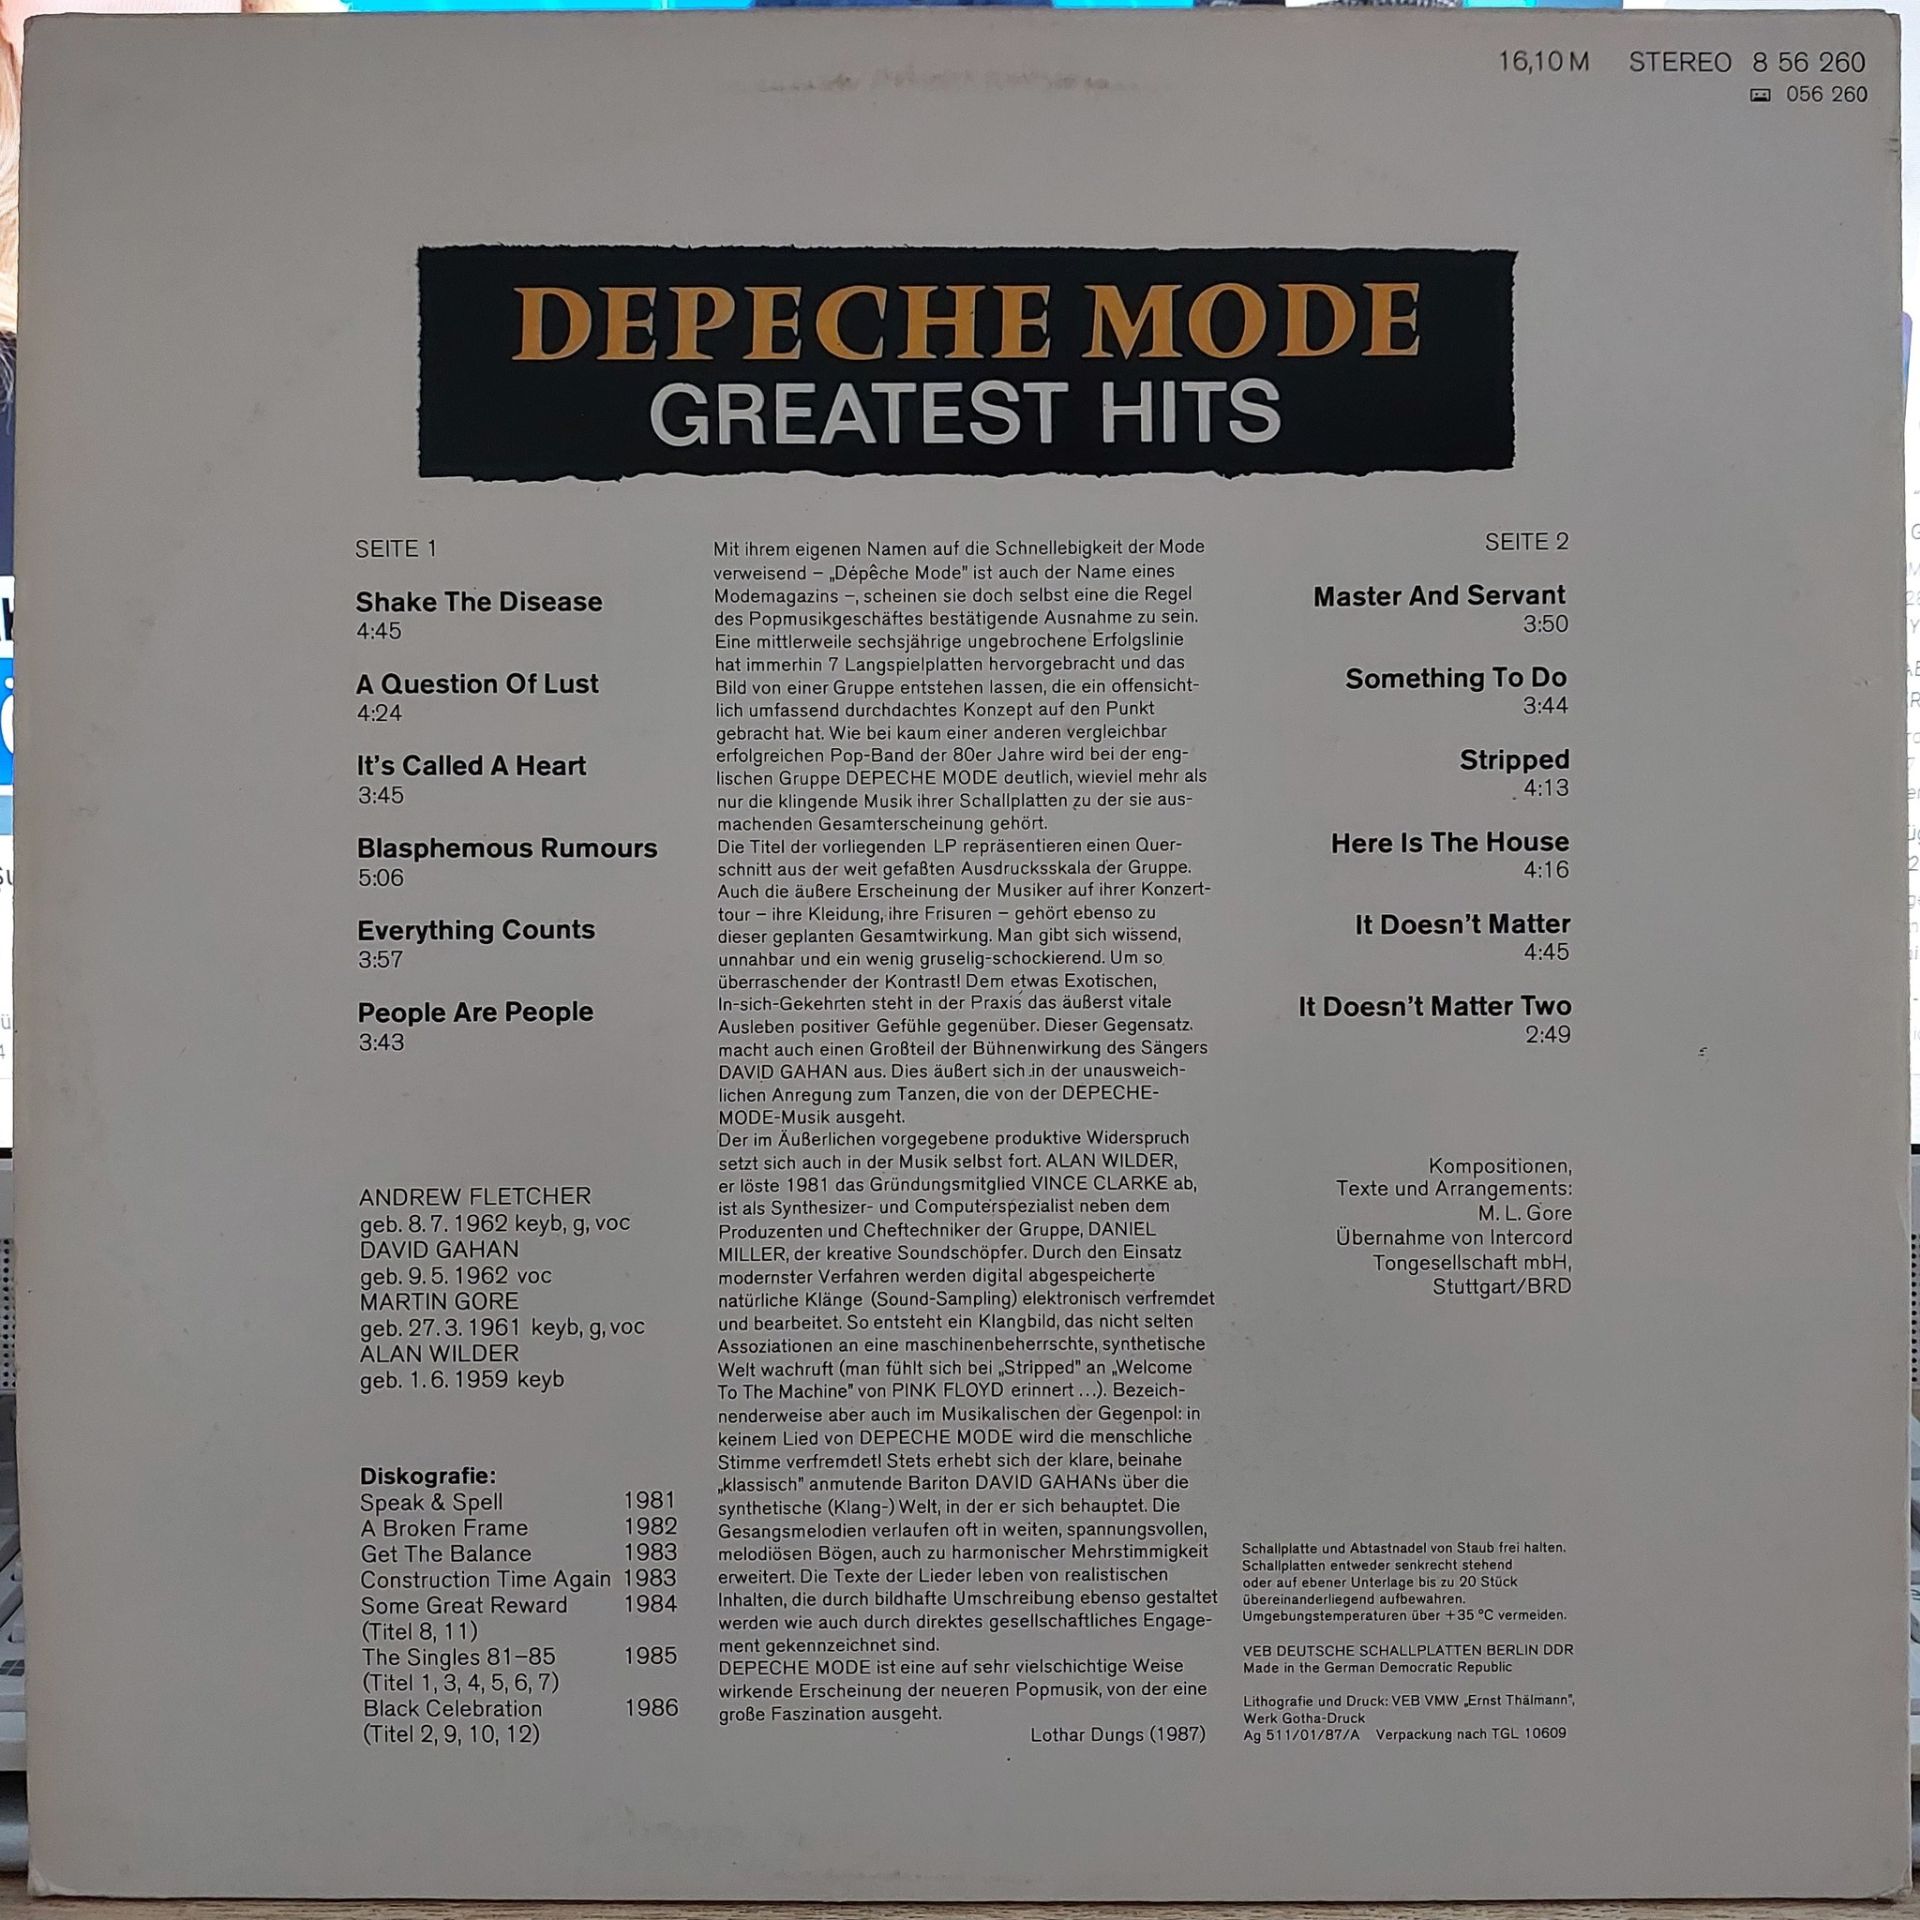 16,10 M STEREO 8 56 260
056 260
DEPECHE MODE
GREATEST HITS
SEITE 1
Shake The Disease
4:45
A Question Of Lust
4:24
It's Called A Heart
3:45
Blasphemous Rumours
5:06
Everything Counts
3:57
People Are People
3:43
ANDREW FLETCHER
geb. 8. 7. 1962 keyb, g, voc
DAVID GAHAN
geb. 9. 5. 1962 voc
MARTIN GORE
geb. 27. 3. 1961 keyb, g, voc
ALAN WILDER
geb. 1. 6. 1959 keyb
Diskografie:
Speak & Spell 1981
A Broken Frame 1982
Get The Balance 1983
Construction Time Again 1983
Some Great Reward 1984
(Titel 8, 11)
The Singles 81–85 1985
(Titel 1, 3, 4, 5, 6, 7)
Black Celebration 1986
(Titel 2, 9, 10, 12)
Mit ihrem eigenen Namen auf die Schnellebigkeit der Mode
verweisend – „Dépêche Mode" ist auch der Name eines
Modemagazins –, scheinen sie doch selbst eine die Regel
des Popmusikgeschäftes bestätigende Ausnahme zu sein.
Eine mittlerweile sechsjährige ungebrochene Erfolgslinie
hat immerhin 7 Langspielplatten hervorgebracht und das
Bild von einer Gruppe entstehen lassen, die ein offensicht-
lich umfassend durchdachtes Konzept auf den Punkt
gebracht hat. Wie bei kaum einer anderen vergleichbar
erfolgreichen Pop-Band der 80er Jahre wird bei der eng-
lischen Gruppe DEPECHE MODE deutlich, wieviel mehr als
nur die klingende Musik ihrer Schallplatten zu der sie aus-
machenden Gesamterscheinung gehört.
Die Titel der vorliegenden LP repräsentieren einen Quer-
schnitt aus der weit gefaßten Ausdrucksskala der Gruppe.
Auch die äußere Erscheinung der Musiker auf ihrer Konzert-
tour – ihre Kleidung, ihre Frisuren – gehört ebenso zu
dieser geplanten Gesamtwirkung. Man gibt sich wissend,
unnahbar und ein wenig gruselig-schockierend. Um so
überraschender der Kontrast! Dem etwas Exotischen,
In-sich-Gekehrten steht in der Praxis das äußerst vitale
Ausleben positiver Gefühle gegenüber. Dieser Gegensatz
macht auch einen Großteil der Bühnenwirkung des Sängers
DAVID GAHAN aus. Dies äußert sich in der unausweich-
lichen Anregung zum Tanzen, die von der DEPECHE-
MODE-Musik ausgeht.
Der im Äußerlichen vorgegebene produktive Widerspruch
setzt sich auch in der Musik selbst fort. ALAN WILDER,
er löste 1981 das Gründungsmitglied VINCE CLARKE ab,
ist als Synthesizer- und Computerspezialist neben dem
Produzenten und Cheftechniker der Gruppe, DANIEL
MILLER, der kreative Soundschöpfer. Durch den Einsatz
modernster Verfahren werden digital abgespeicherte
natürliche Klänge (Sound-Sampling) elektronisch verfremdet
und bearbeitet. So entsteht ein Klangbild, das nicht selten
Assoziationen an eine maschinenbeherrschte, synthetische
Welt wachruft (man fühlt sich bei „Stripped" an „Welcome
To The Machine" von PINK FLOYD erinnert ...). Bezeich-
nenderweise aber auch im Musikalischen der Gegenpol: in
keinem Lied von DEPECHE MODE wird die menschliche
Stimme verfremdet! Stets erhebt sich der klare, beinahe
„klassisch" anmutende Bariton DAVID GAHANs über die
synthetische (Klang-) Welt, in der er sich behauptet. Die
Gesangsmelodien verlaufen oft in weiten, spannungsvollen,
melodiösen Bögen, auch zu harmonischer Mehrstimmigkeit
erweitert. Die Texte der Lieder leben von realistischen
Inhalten, die durch bildhafte Umschreibung ebenso gestaltet
werden wie auch durch direktes gesellschaftliches Engage-
ment gekennzeichnet sind.
DEPECHE MODE ist eine auf sehr vielschichtige Weise
wirkende Erscheinung der neueren Popmusik, von der eine
große Faszination ausgeht.
Lothar Dungs (1987)
SEITE 2
Master And Servant
3:50
Something To Do
3:44
Stripped
4:13
Here Is The House
4:16
It Doesn't Matter
4:45
It Doesn't Matter Two
2:49
Kompositionen,
Texte und Arrangements:
M. L. Gore
Übernahme von Intercord
Tongesellschaft mbH,
Stuttgart/BRD
Schallplatte und Abtastnadel von Staub frei halten.
Schallplatten entweder senkrecht stehend
oder auf ebener Unterlage bis zu 20 Stück
übereinanderliegend aufbewahren.
Umgebungstemperaturen über +35 °C vermeiden.
VEB DEUTSCHE SCHALLPLATTEN BERLIN DDR
Made in the German Democratic Republic
Lithografie und Druck: VEB VMW „Ernst Thälmann",
Werk Gotha-Druck
Ag 511/01/87/A Verpackung nach TGL 10609